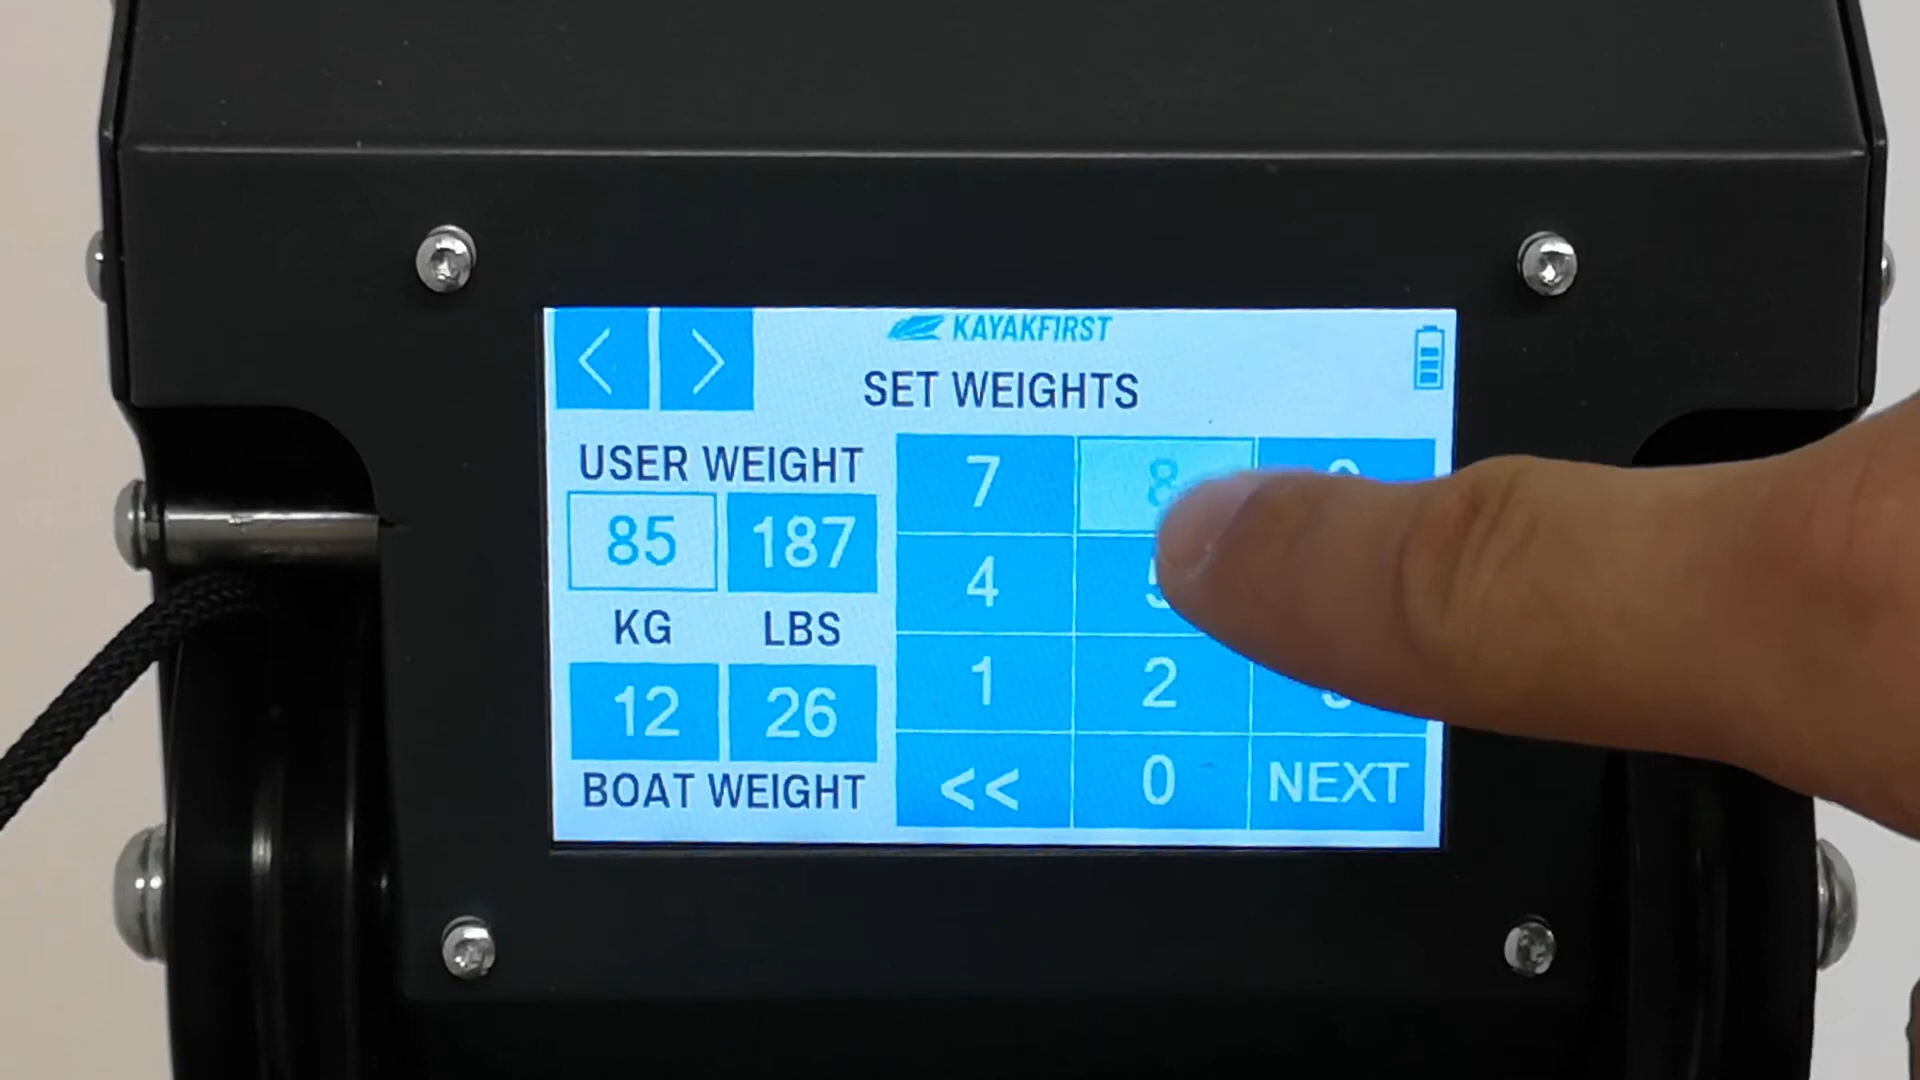 < >
KAYAKFIRST
SET WEIGHTS
USER WEIGHT
85 187
KG LBS
12 26
BOAT WEIGHT
7 8
4 5
1 2
<< 0 NEXT